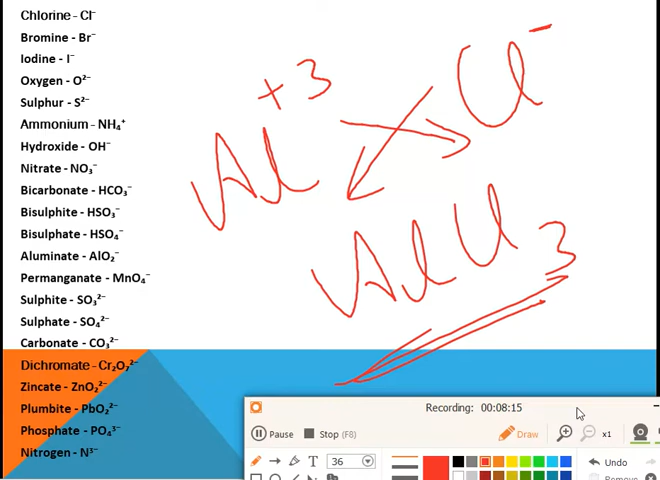 Chlorine - Cl⁻
Bromine - Br⁻
Iodine - I⁻
Oxygen - O²⁻
Sulphur - S²⁻
Ammonium - NH₄⁺
Hydroxide - OH⁻
Nitrate - NO₃⁻
Bicarbonate - HCO₃⁻
Bisulphite - HSO₃⁻
Bisulphate - HSO₄⁻
Aluminate - AlO₂⁻
Permanganate - MnO₄⁻
Sulphite - SO₃²⁻
Sulphate - SO₄²⁻
Carbonate - CO₃²⁻
Dichromate - Cr₂O₇²⁻
Zincate - ZnO₂²⁻
Plumbite - PbO₂²⁻
Phosphate - PO₄³⁻
Nitrogen - N³⁻
Al⁺³ Cl⁻
AlCl₃
Recording: 00:08:15
Pause Stop (F8) Draw x1
T 36 Undo
Redo